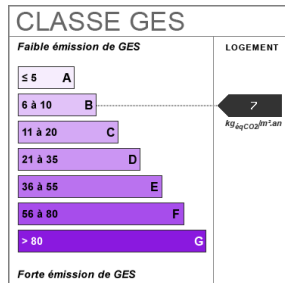 CLASSE GES
Faible émission de GES
LOGEMENT
≤ 5 A
6 à 10 B
7
kgéqCO2/m².an
11 à 20 C
21 à 35 D
36 à 55 E
56 à 80 F
> 80 G
Forte émission de GES